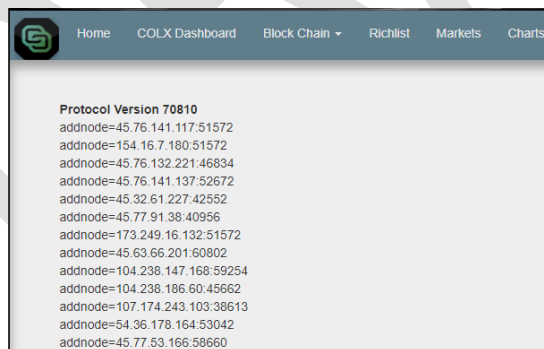 Home COLX Dashboard Block Chain Richlist Markets Charts
Protocol Version 70810
addnode=45.76.141.117:51572
addnode=154.16.7.180:51572
addnode=45.76.132.221:46834
addnode=45.76.141.137:52672
addnode=45.32.61.227:42552
addnode=45.77.91.38:40956
addnode=173.249.16.132:51572
addnode=45.63.66.201:60802
addnode=104.238.147.168:59254
addnode=104.238.186.60:45662
addnode=107.174.243.103:38613
addnode=54.36.178.164:53042
addnode=45.77.53.166:58660